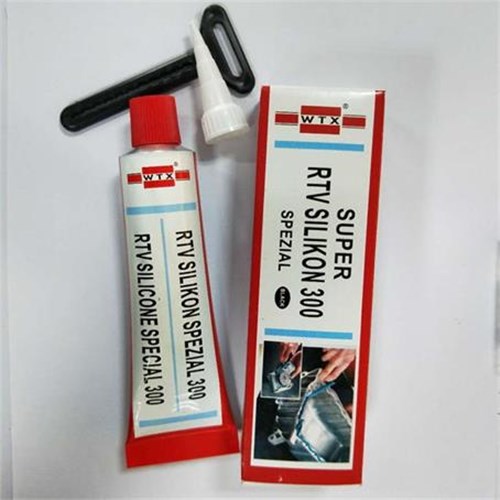 WTX
RTV SILIKON SPEZIAL 300
RTV SILICONE SPECIAL 300
WTX
SUPER
RTV SILIKON 300
SPEZIAL
BLACK